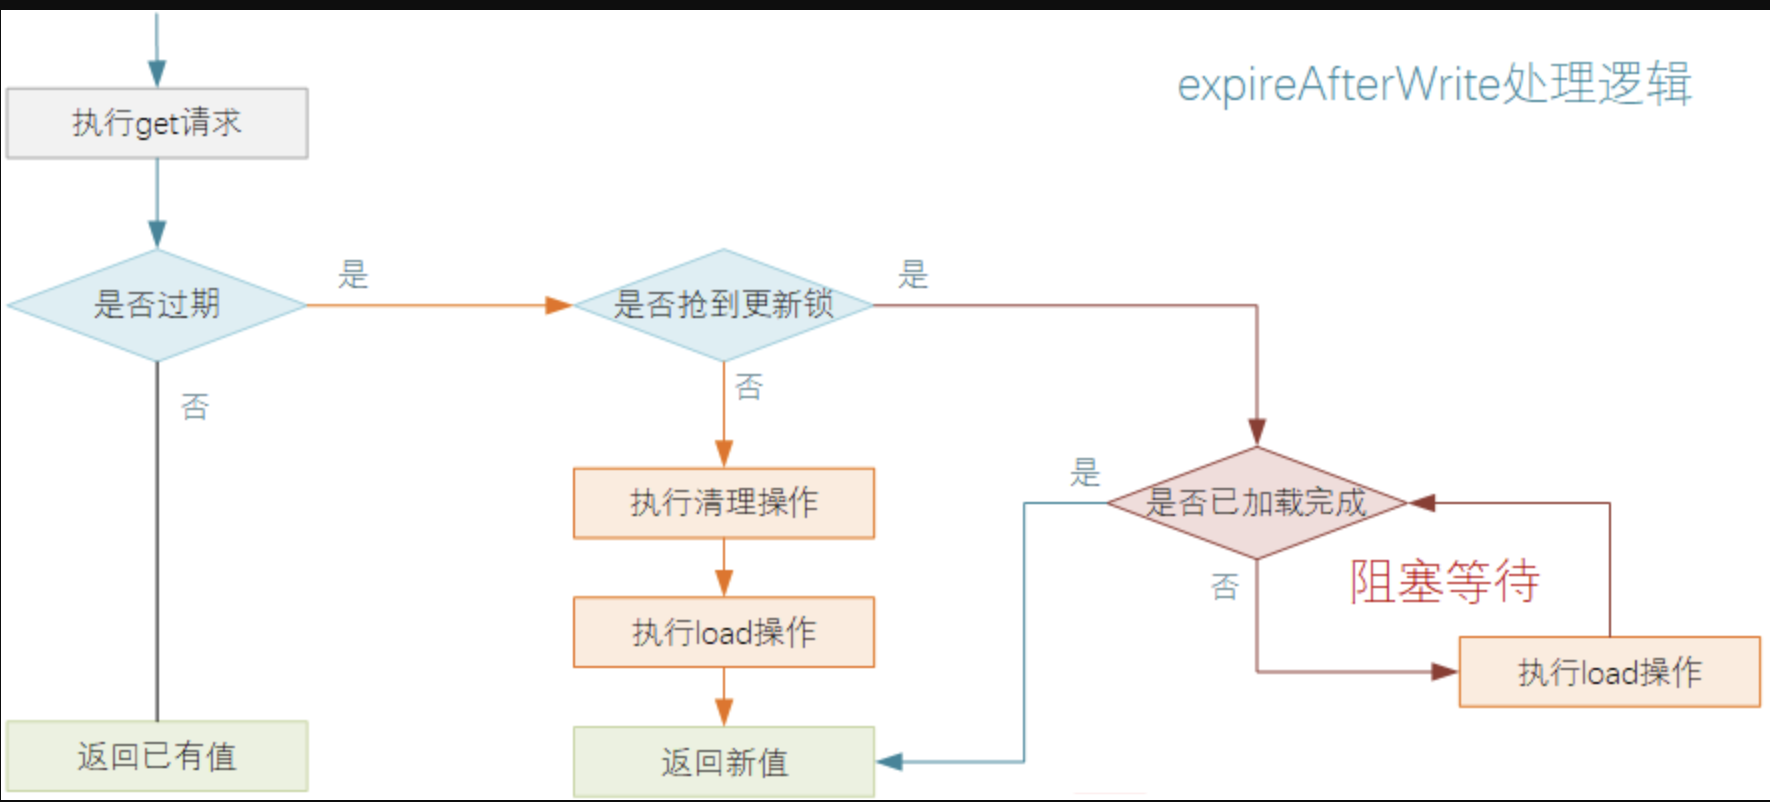 expireAfterWrite处理逻辑
执行get请求
是否过期
是
是否抢到更新锁
是
否
否
是
是否已加载完成
执行清理操作
否
阻塞等待
执行load操作
执行load操作
返回已有值
返回新值